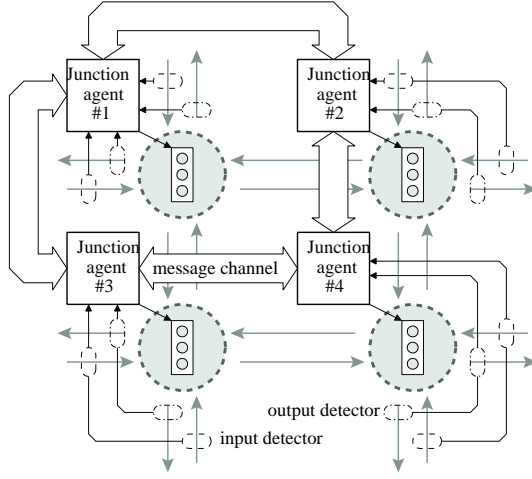 Junction
agent
#1
Junction
agent
#2
Junction
agent
#3
message channel
Junction
agent
#4
output detector
input detector